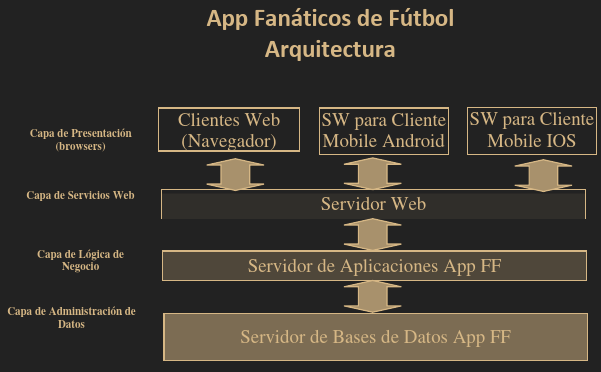 App Fanáticos de Fútbol
Arquitectura
Capa de Presentación
(browsers)
Clientes Web
(Navegador)
SW para Cliente
Mobile Android
SW para Cliente
Mobile IOS
Capa de Servicios Web
Servidor Web
Capa de Lógica de
Negocio
Servidor de Aplicaciones App FF
Capa de Administración de
Datos
Servidor de Bases de Datos App FF